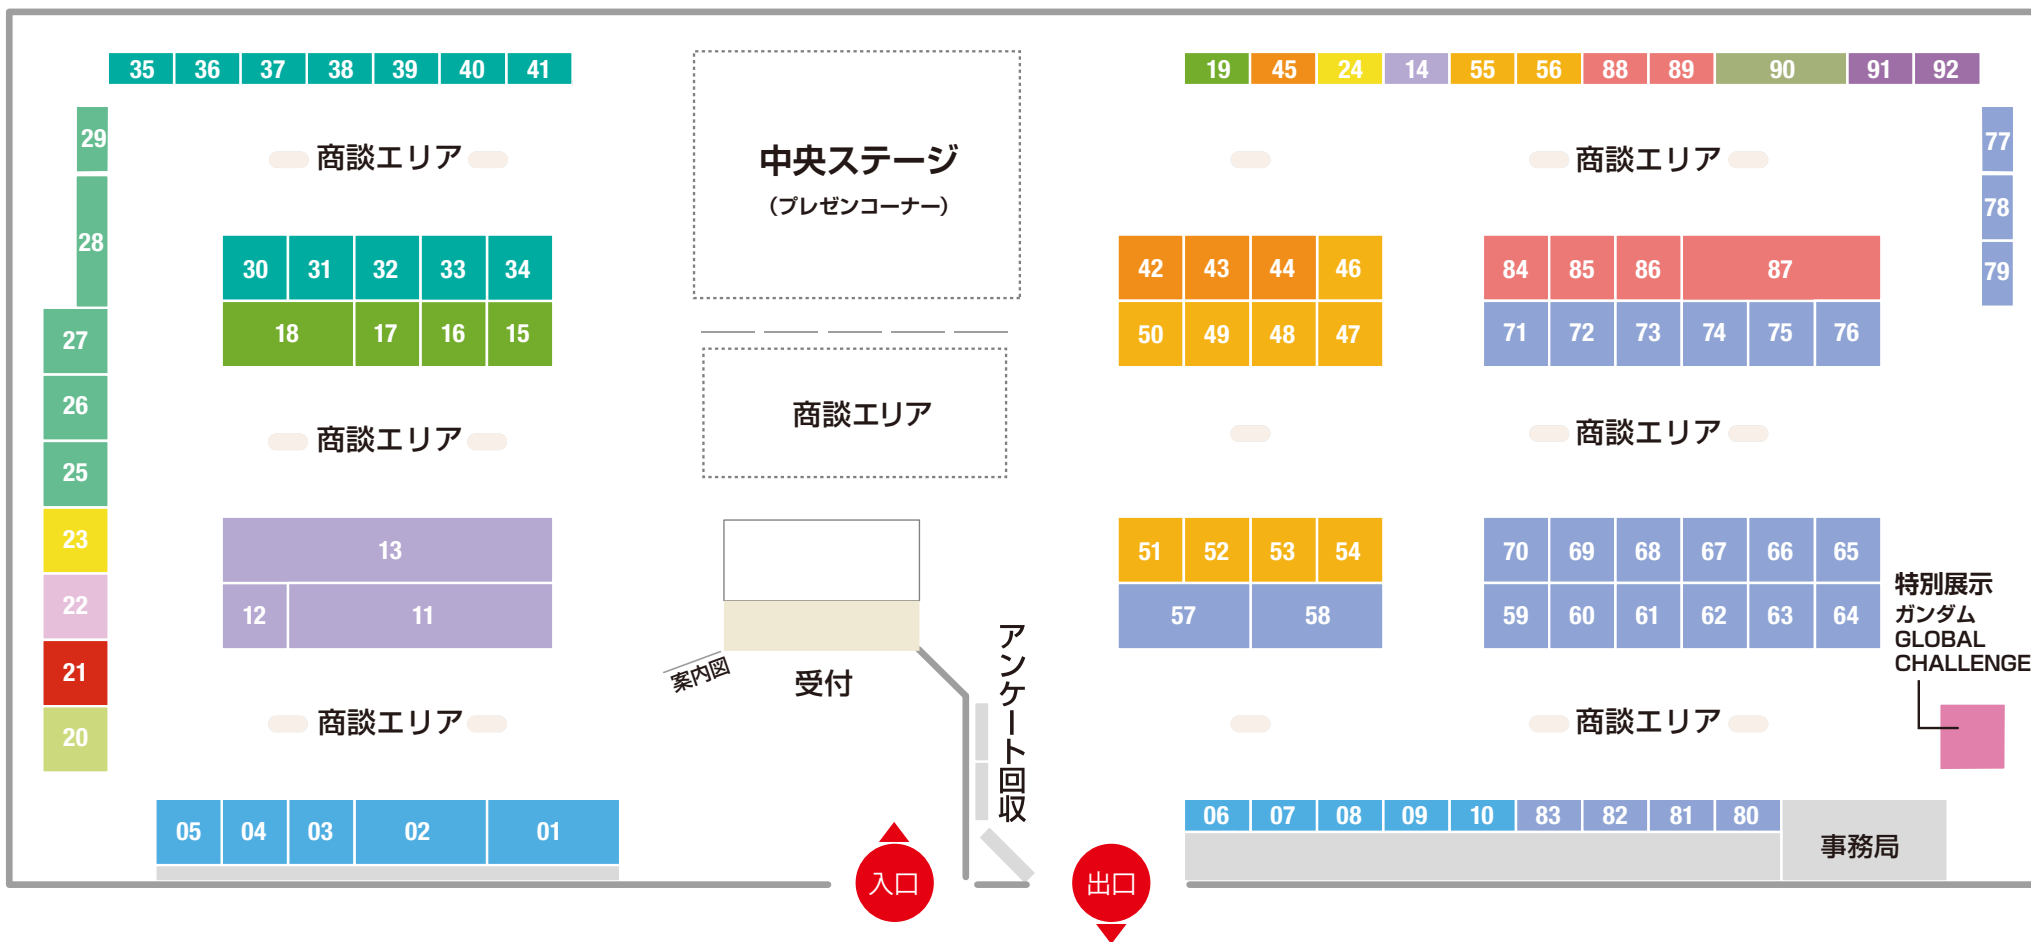 35 36 37 38 39 40 41
19 45 24 14 55 56 88 89 90 91 92
29
28
27
26
25
23
22
21
20
商談エリア
中央ステージ
(プレゼンコーナー)
商談エリア
77
78
79
30 31 32 33 34
18 17 16 15
42 43 44 46
50 49 48 47
84 85 86 87
71 72 73 74 75 76
商談エリア
商談エリア
商談エリア
13
12 11
51 52 53 54
57 58
70 69 68 67 66 65
59 60 61 62 63 64
特別展示
ガンダム
GLOBAL
CHALLENGE
案内図
受付
アンケート回収
商談エリア
商談エリア
05 04 03 02 01
06 07 08 09 10 83 82 81 80
事務局
入口
出口